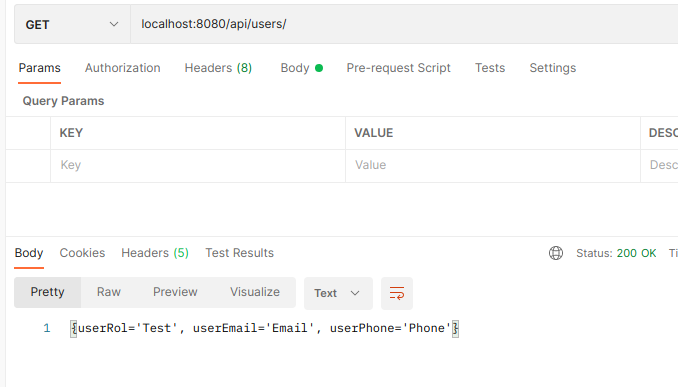 GET localhost:8080/api/users/
Params Authorization Headers (8) Body Pre-request Script Tests Settings
Query Params
KEY VALUE DESC
Key Value Desc
Body Cookies Headers (5) Test Results Status: 200 OK Ti
Pretty Raw Preview Visualize Text
1 {userRol='Test', userEmail='Email', userPhone='Phone'}